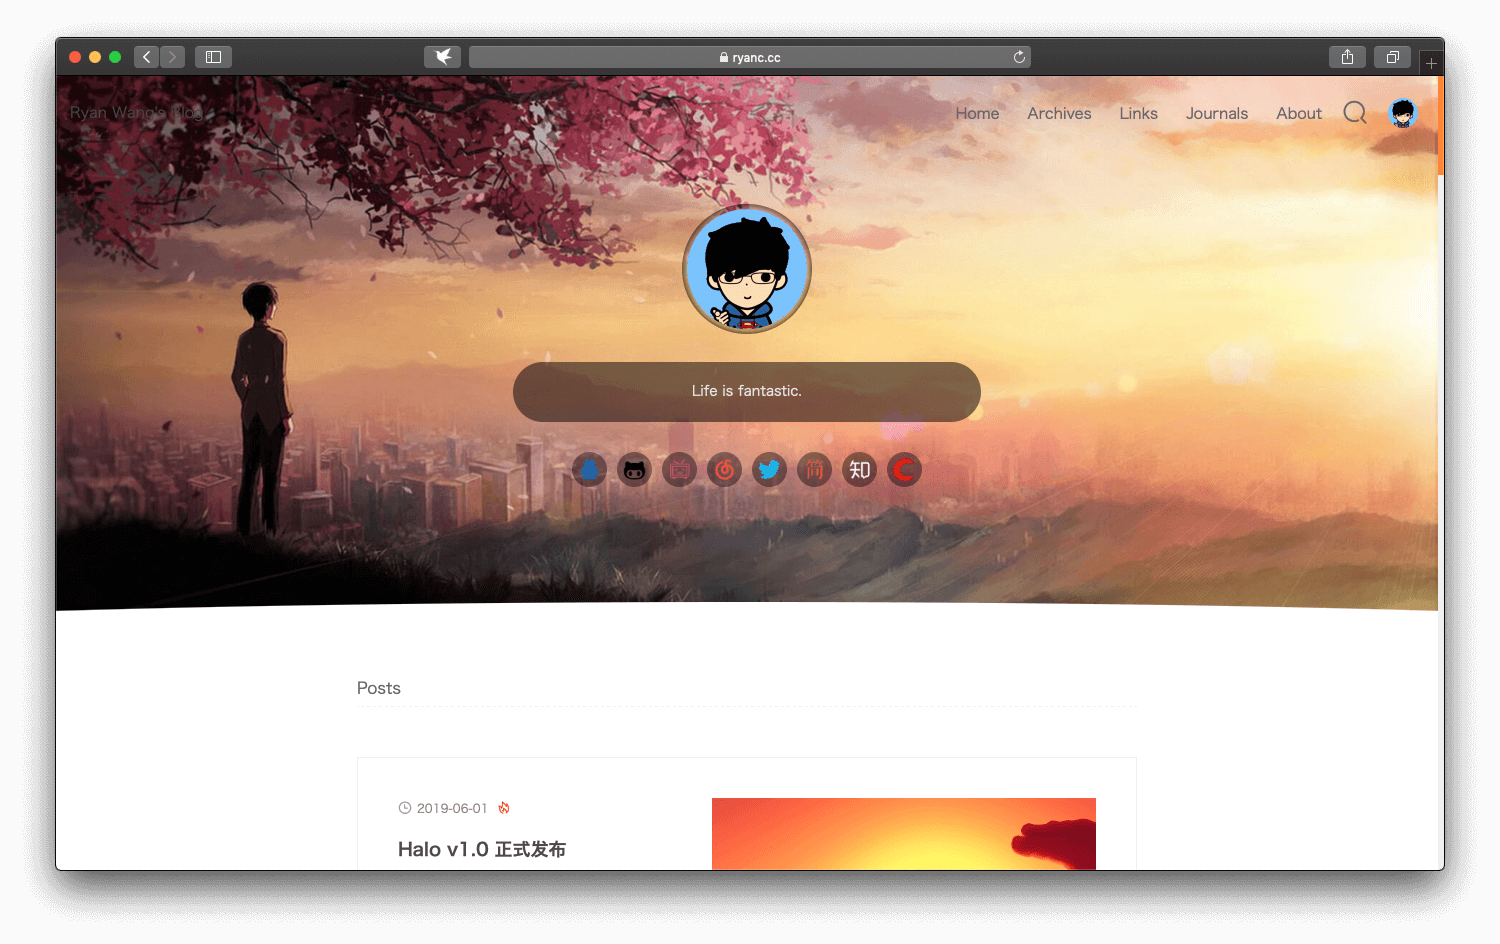 ryanc.cc
Ryan Wang's Blog
Home
Archives
Links
Journals
About
Life is fantastic.
简
知
Posts
2019-06-01
Halo v1.0 正式发布